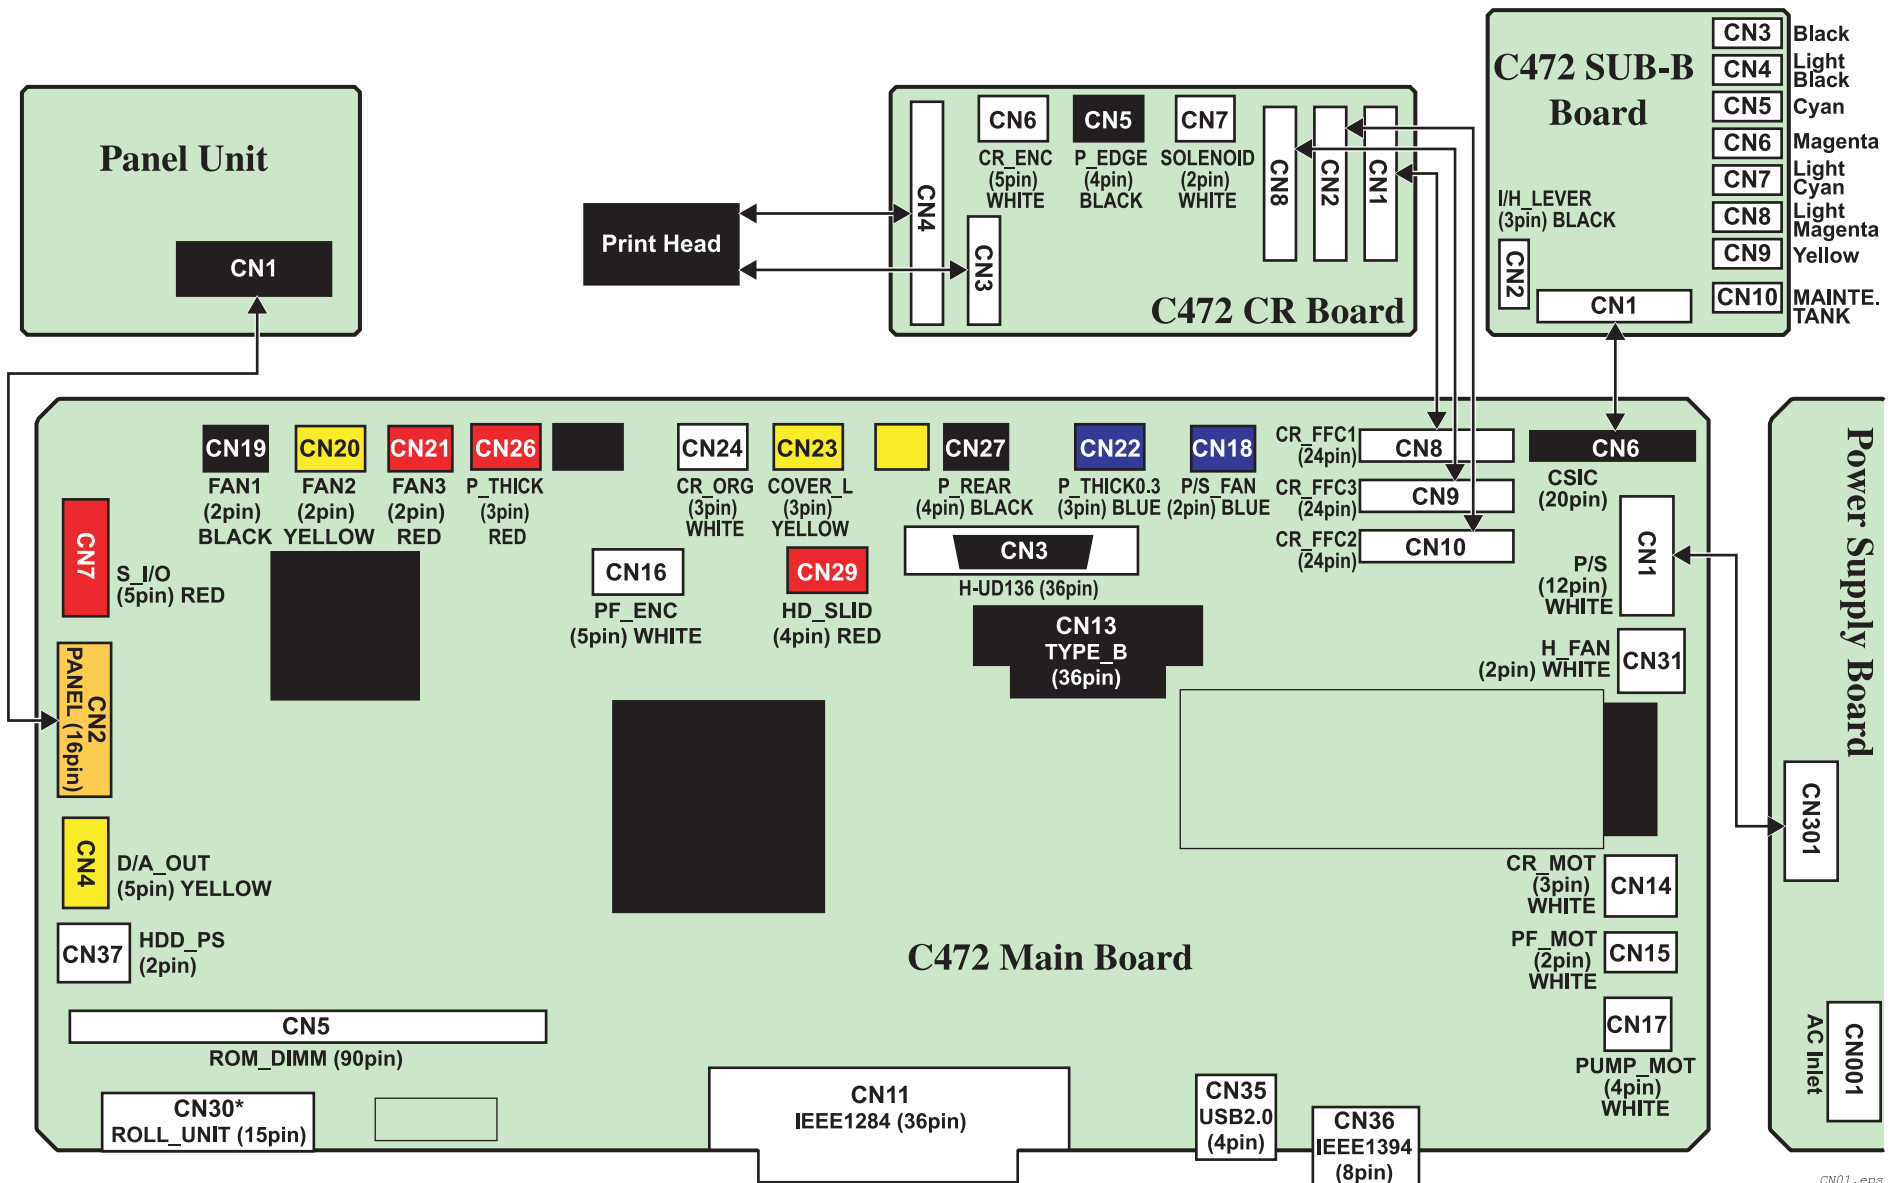 Panel Unit
CN1
Print Head
CN4
CN3
CN6
CR_ENC
(5pin)
WHITE
CN5
P_EDGE
(4pin)
BLACK
CN7
SOLENOID
(2pin)
WHITE
CN8
CN2
CN1
C472 CR Board
C472 SUB-B
Board
CN3 Black
CN4 Light
Black
CN5 Cyan
CN6 Magenta
CN7 Light
Cyan
CN8 Light
Magenta
CN9 Yellow
CN10 MAINTE.
TANK
I/H_LEVER
(3pin) BLACK
CN2
CN1
CN19
FAN1
(2pin)
BLACK
CN20
FAN2
(2pin)
YELLOW
CN21
FAN3
(2pin)
RED
CN26
P_THICK
(3pin)
RED
CN24
CR_ORG
(3pin)
WHITE
CN23
COVER_L
(3pin)
YELLOW
CN27
P_REAR
(4pin) BLACK
CN22
P_THICK0.3
(3pin) BLUE
CN18
P/S_FAN
(2pin) BLUE
CR_FFC1
(24pin)
CN8
CR_FFC3
(24pin)
CN9
CR_FFC2
(24pin)
CN10
CN6
CSIC
(20pin)
CN1
P/S
(12pin)
WHITE
CN7
S_I/O
(5pin) RED
CN16
PF_ENC
(5pin) WHITE
CN29
HD_SLID
(4pin) RED
CN3
H-UD136 (36pin)
CN13
TYPE_B
(36pin)
H_FAN
(2pin) WHITE
CN31
CN2
PANEL (16pin)
CN4
D/A_OUT
(5pin) YELLOW
CN37
HDD_PS
(2pin)
C472 Main Board
CR_MOT
(3pin)
WHITE
CN14
PF_MOT
(2pin)
WHITE
CN15
CN17
PUMP_MOT
(4pin)
WHITE
CN5
ROM_DIMM (90pin)
CN30*
ROLL_UNIT (15pin)
CN11
IEEE1284 (36pin)
CN35
USB2.0
(4pin)
CN36
IEEE1394
(8pin)
Power Supply Board
CN301
CN001
AC Inlet
CN01.eps